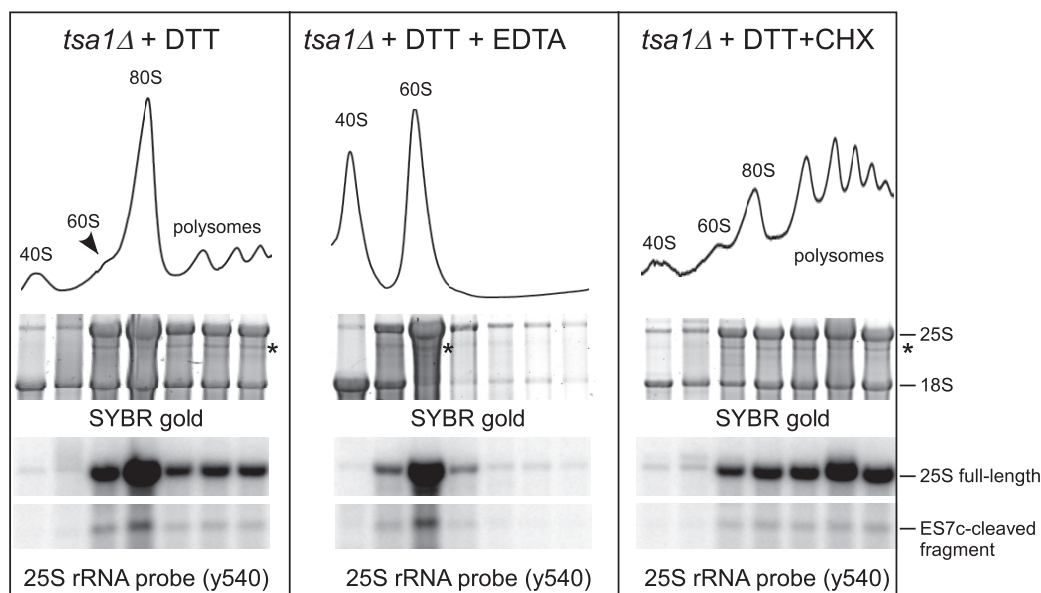 tsa1Δ + DTT
80S
60S
40S
polysomes
*
SYBR gold
25S rRNA probe (y540)
tsa1Δ + DTT + EDTA
60S
40S
*
SYBR gold
25S rRNA probe (y540)
tsa1Δ + DTT+CHX
80S
60S
40S
polysomes
25S
*
18S
SYBR gold
25S full-length
ES7c-cleaved
fragment
25S rRNA probe (y540)